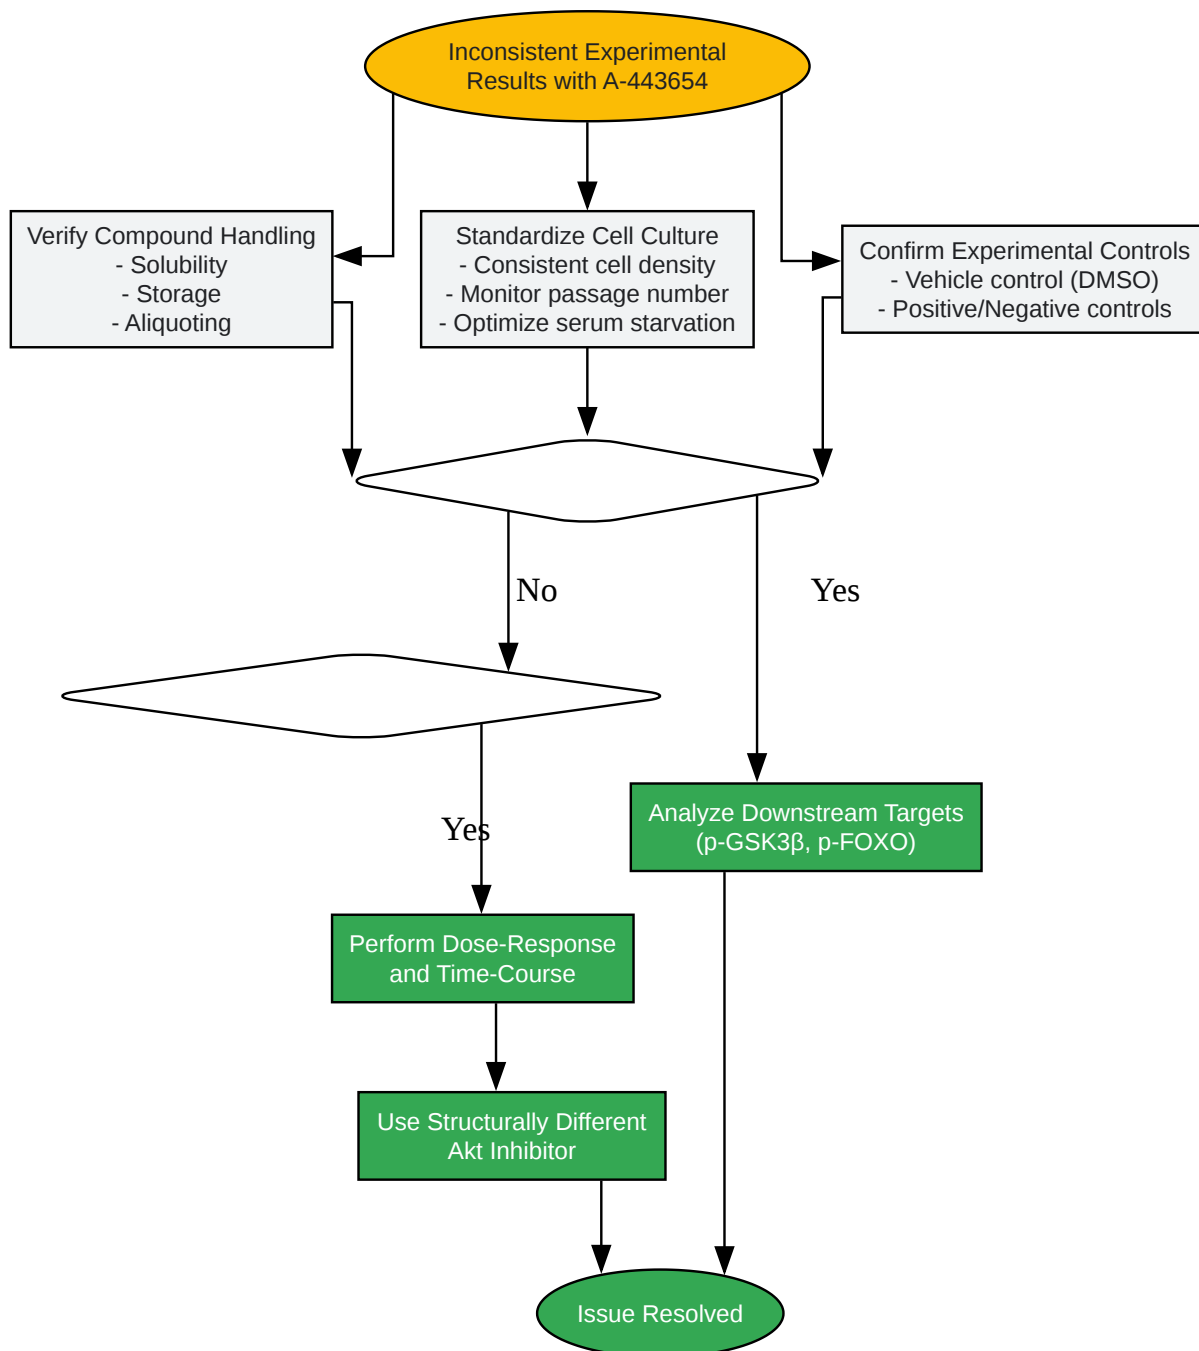 Inconsistent Experimental
Results with A-443654
Verify Compound Handling
- Solubility
- Storage
- Aliquoting
Standardize Cell Culture
- Consistent cell density
- Monitor passage number
- Optimize serum starvation
Confirm Experimental Controls
- Vehicle control (DMSO)
- Positive/Negative controls
No
Yes
Analyze Downstream Targets
(p-GSK3β, p-FOXO)
Yes
Perform Dose-Response
and Time-Course
Use Structurally Different
Akt Inhibitor
Issue Resolved